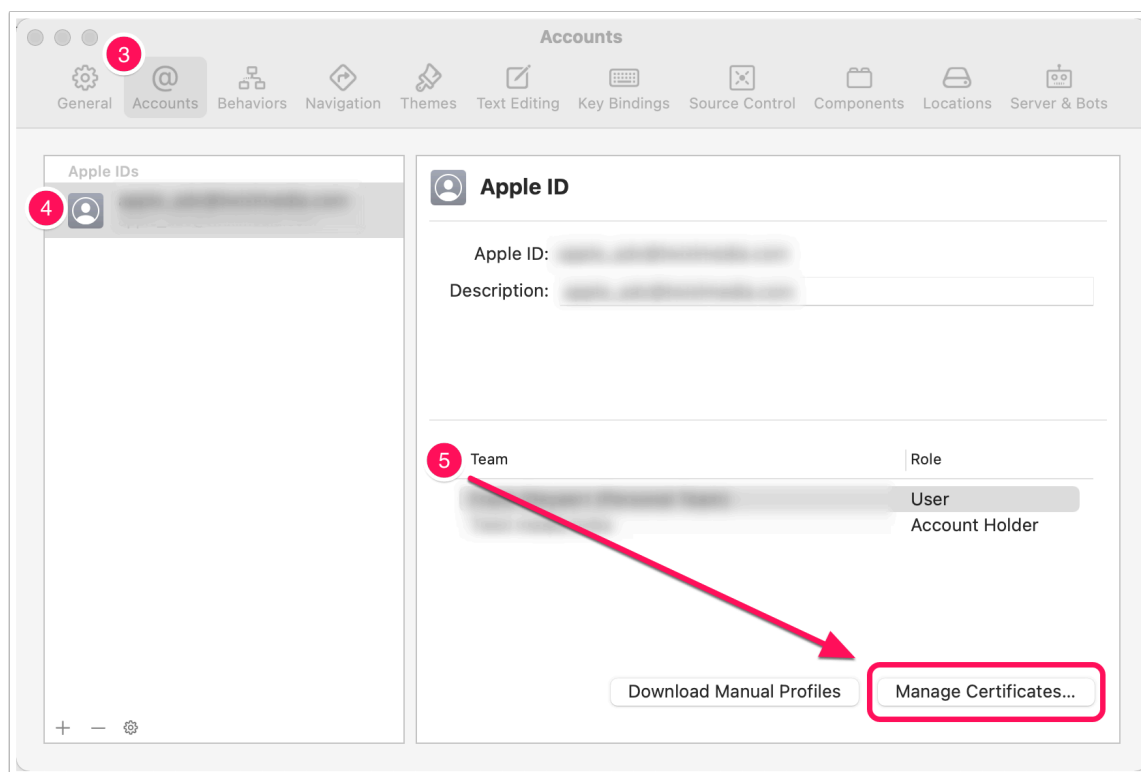 Accounts
3
General Accounts Behaviors Navigation Themes Text Editing Key Bindings Source Control Components Locations Server & Bots
Apple IDs
4
Apple ID
Apple ID:
Description:
5 Team Role
User
Account Holder
Download Manual Profiles Manage Certificates...